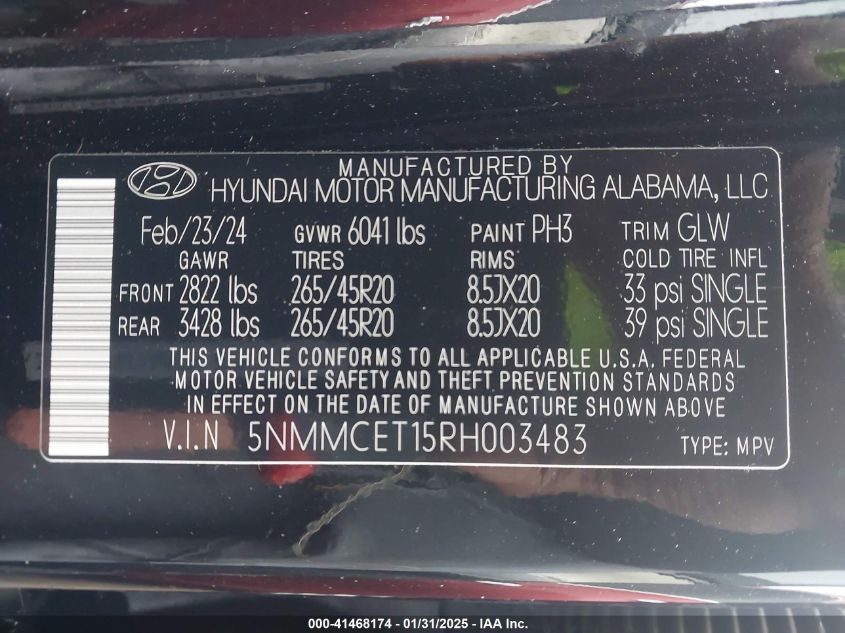 MANUFACTURED BY
HYUNDAI MOTOR MANUFACTURING ALABAMA, LLC
Feb/23/24 GVWR 6041 lbs PAINT PH3 TRIM GLW
GAWR TIRES RIMS COLD TIRE INFL
FRONT 2822 lbs 265/45R20 8.5JX20 33 psi SINGLE
REAR 3428 lbs 265/45R20 8.5JX20 39 psi SINGLE
THIS VEHICLE CONFORMS TO ALL APPLICABLE U.S.A. FEDERAL
MOTOR VEHICLE SAFETY AND THEFT PREVENTION STANDARDS
IN EFFECT ON THE DATE OF MANUFACTURE SHOWN ABOVE
V.I.N 5NMMCET15RH003483 TYPE: MPV
000-41468174 - 01/31/2025 - IAA Inc.